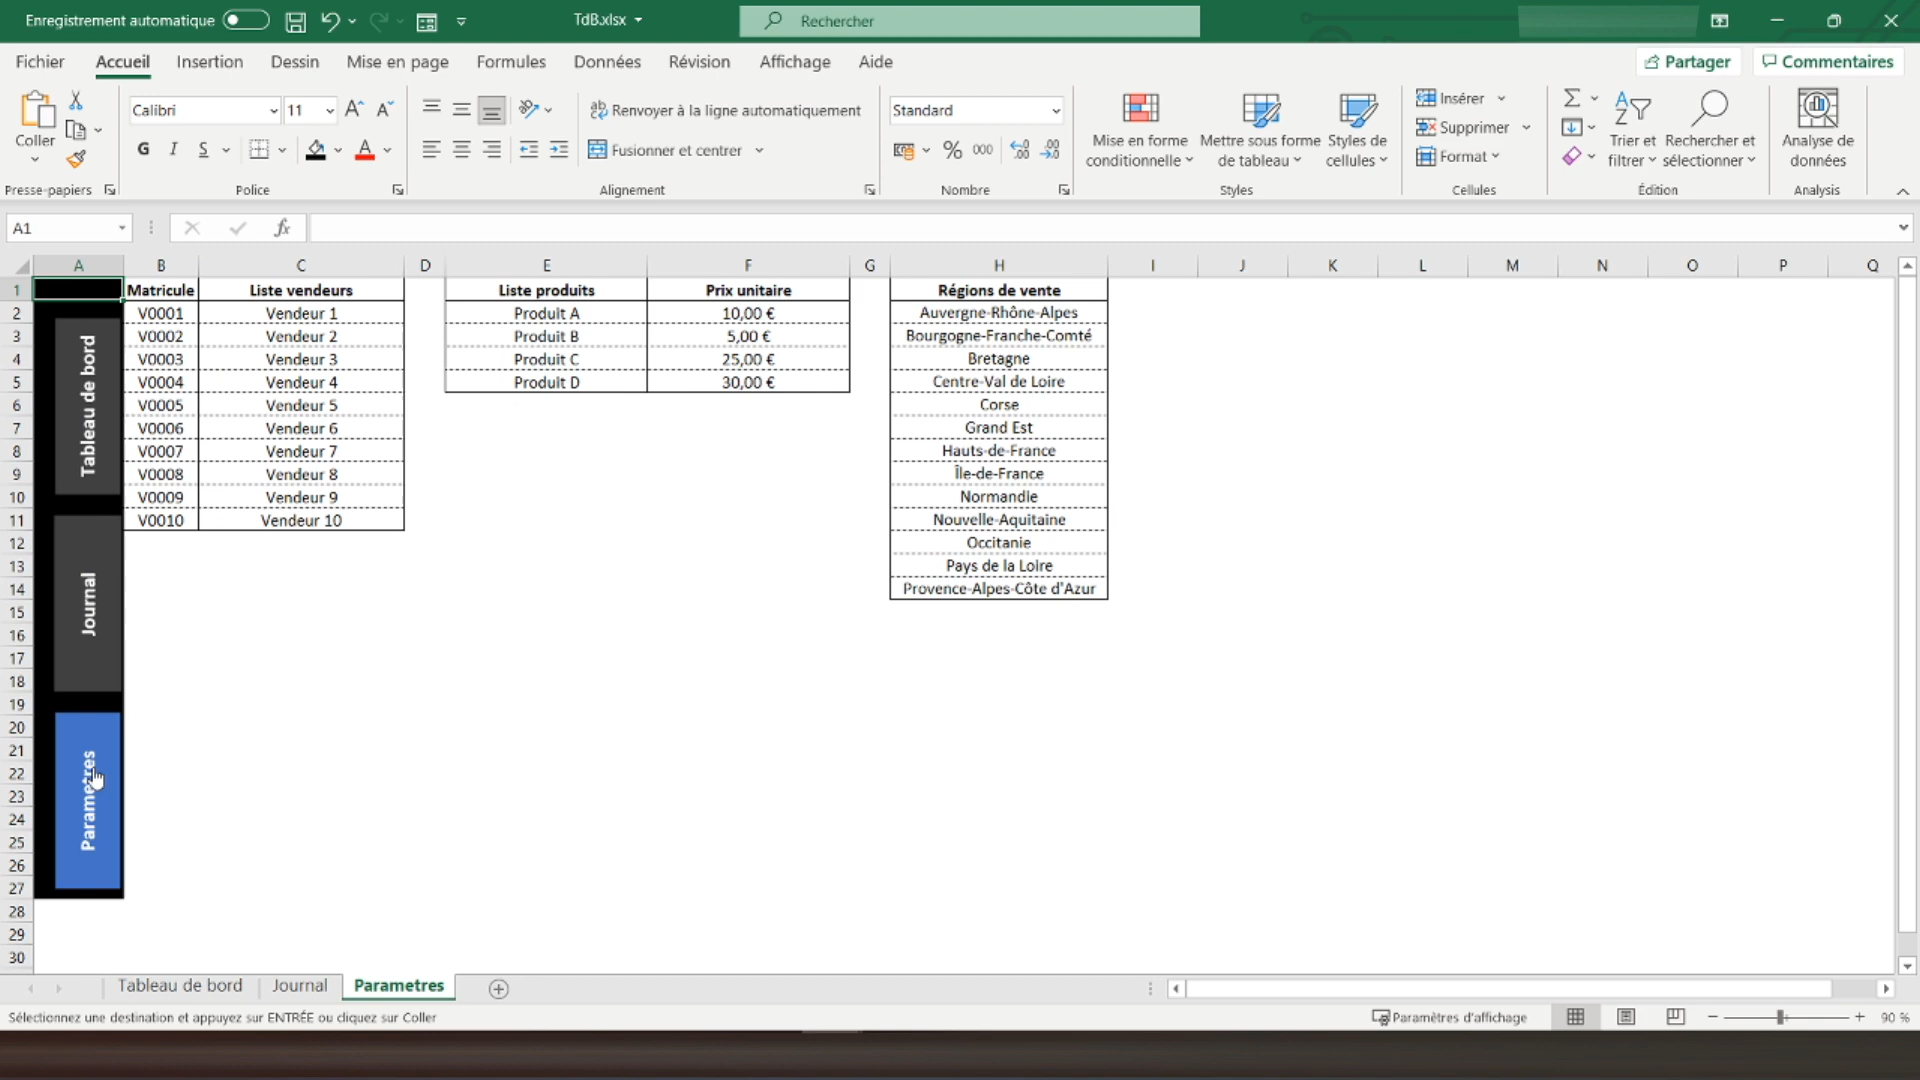 Enregistrement automatique
TdB.xlsx
Rechercher
Fichier Accueil Insertion Dessin Mise en page Formules Données Révision Affichage Aide
Partager Commentaires
Coller
Presse-papiers
Calibri 11
G I S
Police
Renvoyer à la ligne automatiquement
Fusionner et centrer
Alignement
Standard
% 000
Nombre
Mise en forme conditionnelle
Mettre sous forme de tableau
Styles de cellules
Styles
Insérer
Supprimer
Format
Cellules
Trier et filtrer
Rechercher et sélectionner
Édition
Analyse de données
Analysis
A1
fx
A B C D E F G H I J K L M N O P Q
1 Matricule Liste vendeurs Liste produits Prix unitaire Régions de vente
2 V0001 Vendeur 1 Produit A 10,00 € Auvergne-Rhône-Alpes
3 V0002 Vendeur 2 Produit B 5,00 € Bourgogne-Franche-Comté
4 V0003 Vendeur 3 Produit C 25,00 € Bretagne
5 V0004 Vendeur 4 Produit D 30,00 € Centre-Val de Loire
6 V0005 Vendeur 5 Corse
7 V0006 Vendeur 6 Grand Est
8 V0007 Vendeur 7 Hauts-de-France
9 V0008 Vendeur 8 Île-de-France
10 V0009 Vendeur 9 Normandie
11 V0010 Vendeur 10 Nouvelle-Aquitaine
12 Occitanie
13 Pays de la Loire
14 Provence-Alpes-Côte d'Azur
15
16
17
18
19
20
21
22
23
24
25
26
27
28
29
30
Tableau de bord
Journal
Parametres
Tableau de bord Journal Parametres
Sélectionnez une destination et appuyez sur ENTRÉE ou cliquez sur Coller
Paramètres d'affichage
90 %